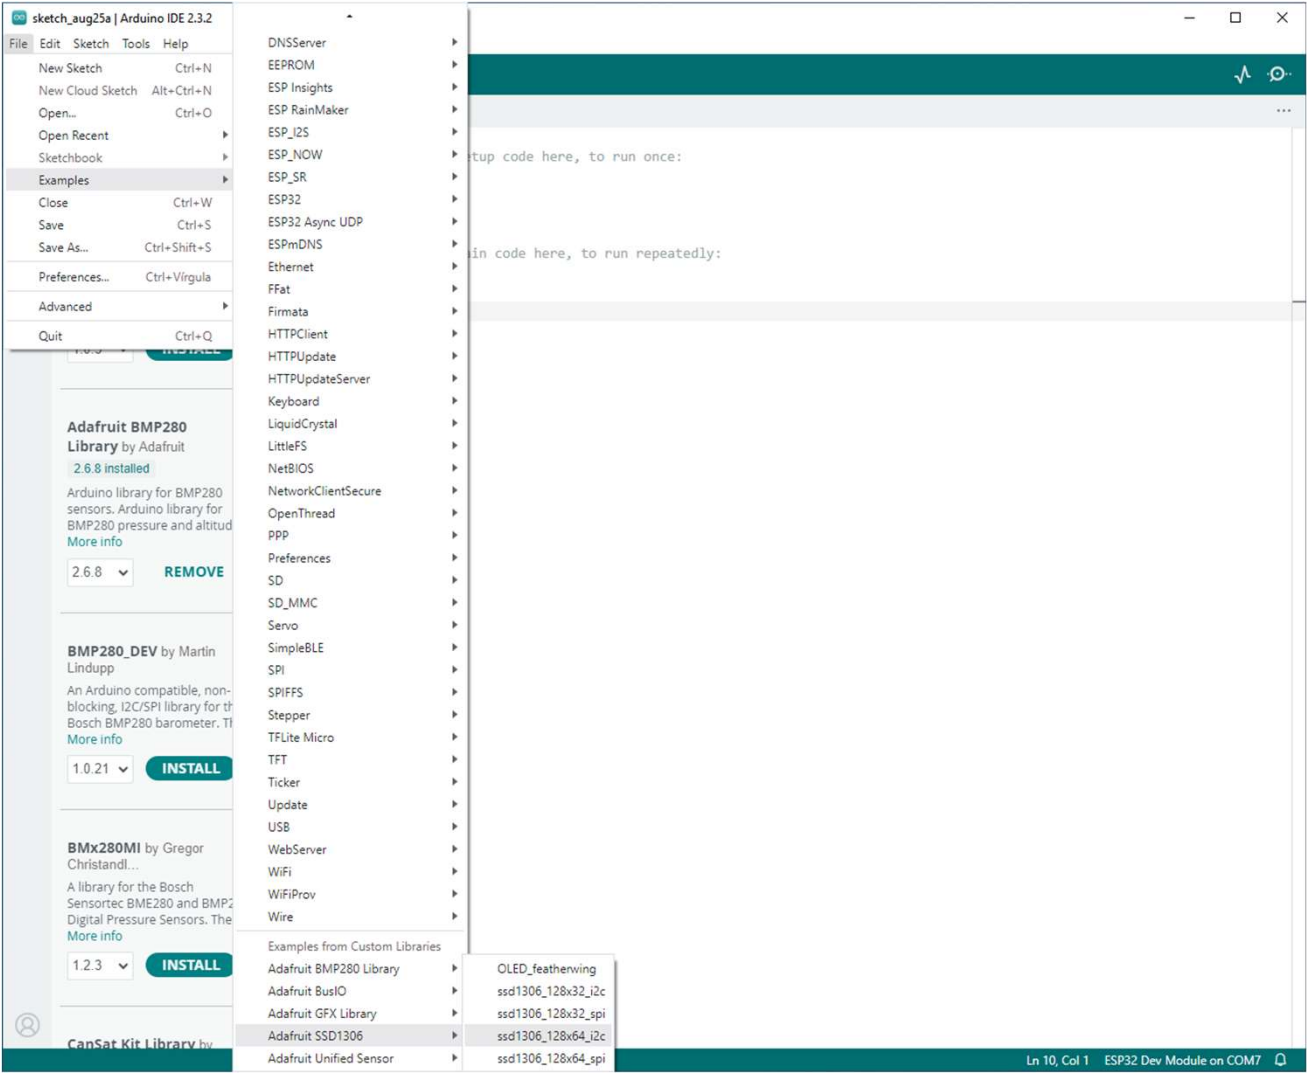 sketch_aug25a | Arduino IDE 2.3.2
File Edit Sketch Tools Help
New Sketch Ctrl+N
New Cloud Sketch Alt+Ctrl+N
Open... Ctrl+O
Open Recent
Sketchbook
Examples
Close Ctrl+W
Save Ctrl+S
Save As... Ctrl+Shift+S
Preferences... Ctrl+Vírgula
Advanced
Quit Ctrl+Q
INSTALL
Adafruit BMP280
Library by Adafruit
2.6.8 installed
Arduino library for BMP280
sensors. Arduino library for
BMP280 pressure and altitud
More info
2.6.8 REMOVE
BMP280_DEV by Martin
Lindupp
An Arduino compatible, non-
blocking, I2C/SPI library for th
Bosch BMP280 barometer. Th
More info
1.0.21 INSTALL
BMx280MI by Gregor
Christandl...
A library for the Bosch
Sensortec BME280 and BMP2
Digital Pressure Sensors. The
More info
1.2.3 INSTALL
CanSat Kit Library by
DNSServer
EEPROM
ESP Insights
ESP RainMaker
ESP_I2S
ESP_NOW
ESP_SR
ESP32
ESP32 Async UDP
ESPmDNS
Ethernet
FFat
Firmata
HTTPClient
HTTPUpdate
HTTPUpdateServer
Keyboard
LiquidCrystal
LittleFS
NetBIOS
NetworkClientSecure
OpenThread
PPP
Preferences
SD
SD_MMC
Servo
SimpleBLE
SPI
SPIFFS
Stepper
TFLite Micro
TFT
Ticker
Update
USB
WebServer
WiFi
WiFiProv
Wire
Examples from Custom Libraries
Adafruit BMP280 Library
Adafruit BusIO
Adafruit GFX Library
Adafruit SSD1306
Adafruit Unified Sensor
OLED_featherwing
ssd1306_128x32_i2c
ssd1306_128x32_spi
ssd1306_128x64_i2c
ssd1306_128x64_spi
tup code here, to run once:
in code here, to run repeatedly:
Ln 10, Col 1 ESP32 Dev Module on COM7